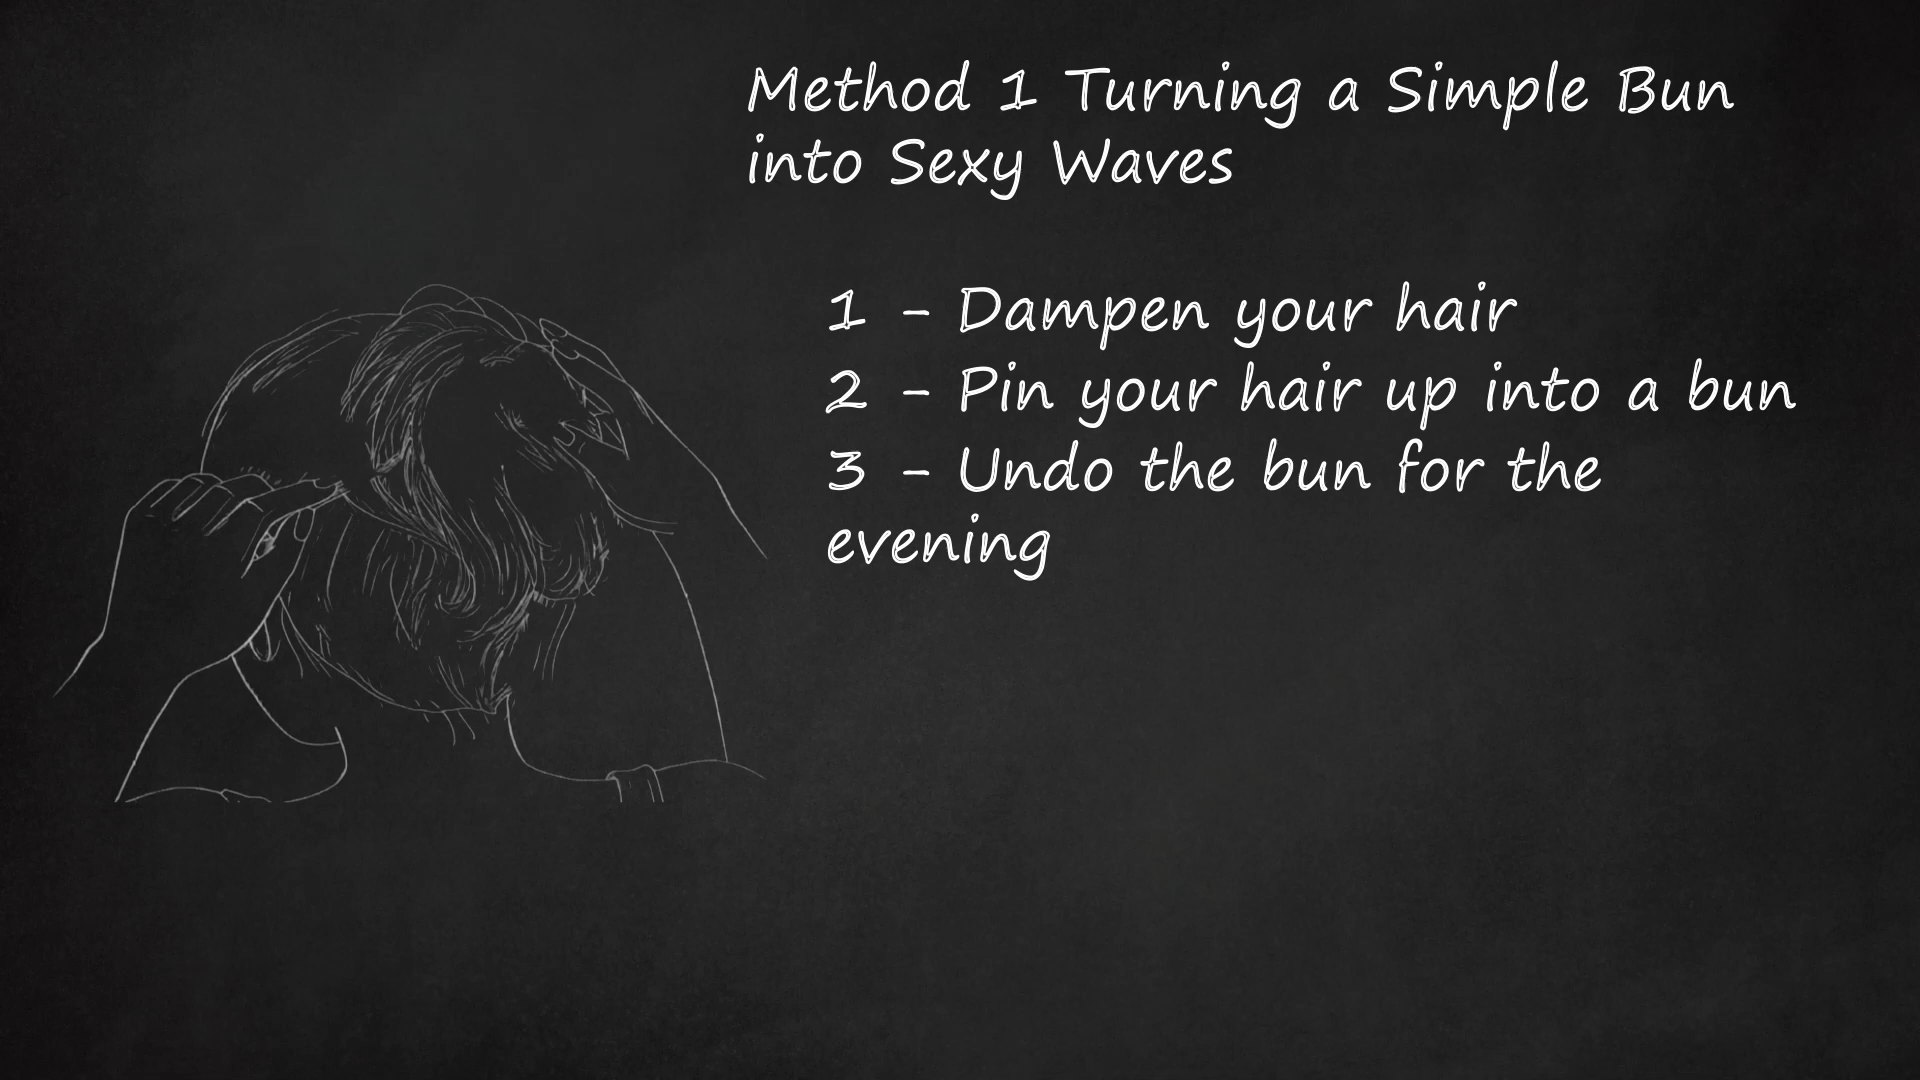 Method 1 Turning a Simple Bun
into Sexy Waves
1 - Dampen your hair
2 - Pin your hair up into a bun
3 - Undo the bun for the
evening